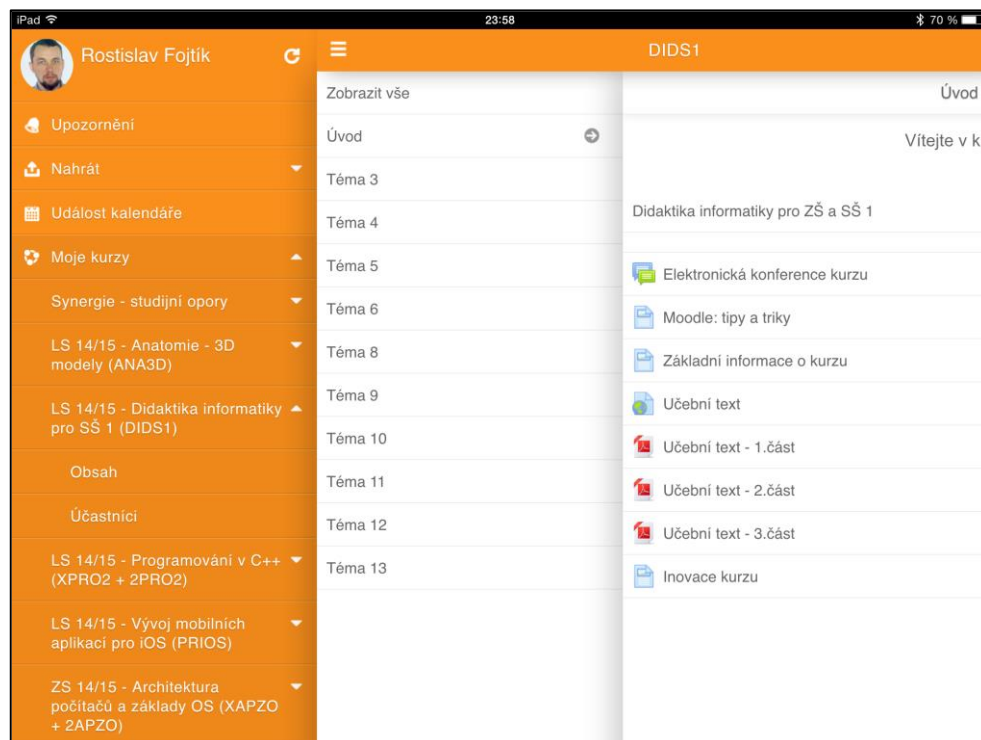 iPad
23:58
70 %
Rostislav Fojtík
Upozornění
Nahrát
Událost kalendáře
Moje kurzy
Synergie - studijní opory
LS 14/15 - Anatomie - 3D
modely (ANA3D)
LS 14/15 - Didaktika informatiky
pro SŠ 1 (DIDS1)
Obsah
Účastníci
LS 14/15 - Programování v C++
(XPRO2 + 2PRO2)
LS 14/15 - Vývoj mobilních
aplikací pro iOS (PRIOS)
ZS 14/15 - Architektura
počítačů a základy OS (XAPZO
+ 2APZO)
DIDS1
Zobrazit vše
Úvod
Téma 3
Téma 4
Téma 5
Téma 6
Téma 8
Téma 9
Téma 10
Téma 11
Téma 12
Téma 13
Úvod
Vítejte v k
Didaktika informatiky pro ZŠ a SŠ 1
Elektronická konference kurzu
Moodle: tipy a triky
Základní informace o kurzu
Učební text
Učební text - 1.část
Učební text - 2.část
Učební text - 3.část
Inovace kurzu